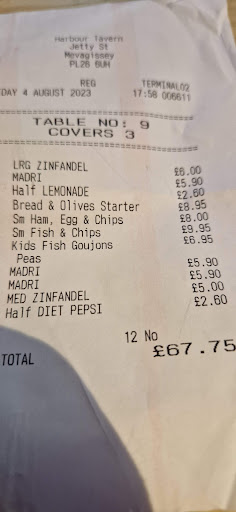 Harbour Tavern
Jetty St
Mevagissey
PL26 6UH
REG TERMINAL02
DAY 4 AUGUST 2023 17:58 006611
TABLE NO: 9
COVERS 3
LRG ZINFANDEL £6.00
MADRI £5.90
Half LEMONADE £2.60
Bread & Olives Starter £8.95
Sm Ham, Egg & Chips £8.00
Sm Fish & Chips £9.95
Kids Fish Goujons £6.95
Peas
MADRI £5.90
MADRI £5.90
MED ZINFANDEL £5.00
Half DIET PEPSI £2.60
12 No
TOTAL £67.75